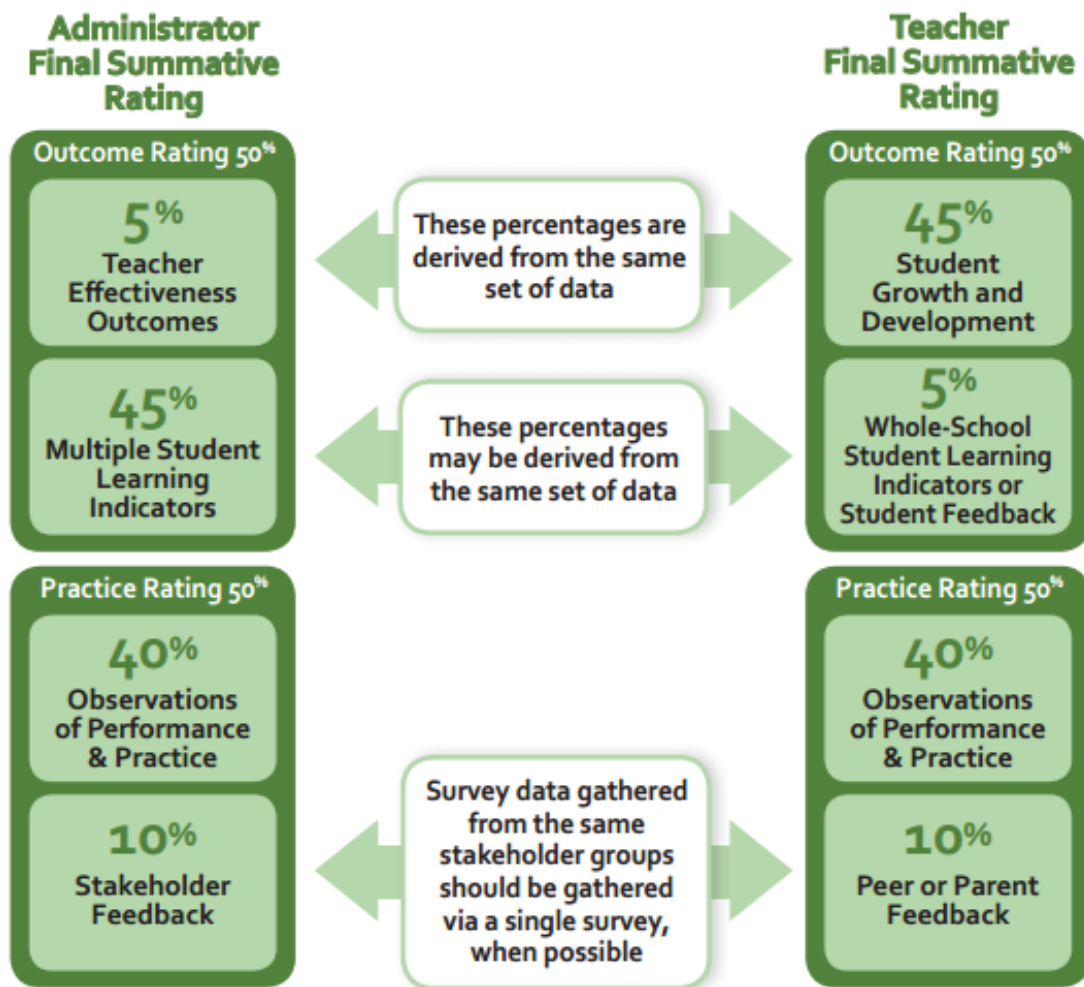 Administrator
Final Summative
Rating
Outcome Rating 50%
5%
Teacher
Effectiveness
Outcomes
45%
Multiple Student
Learning
Indicators
Practice Rating 50%
40%
Observations
of Performance
& Practice
10%
Stakeholder
Feedback
These percentages are
derived from the same
set of data
These percentages
may be derived from
the same set of data
Survey data gathered
from the same
stakeholder groups
should be gathered
via a single survey,
when possible
Teacher
Final Summative
Rating
Outcome Rating 50%
45%
Student
Growth and
Development
5%
Whole-School
Student Learning
Indicators or
Student Feedback
Practice Rating 50%
40%
Observations
of Performance
& Practice
10%
Peer or Parent
Feedback